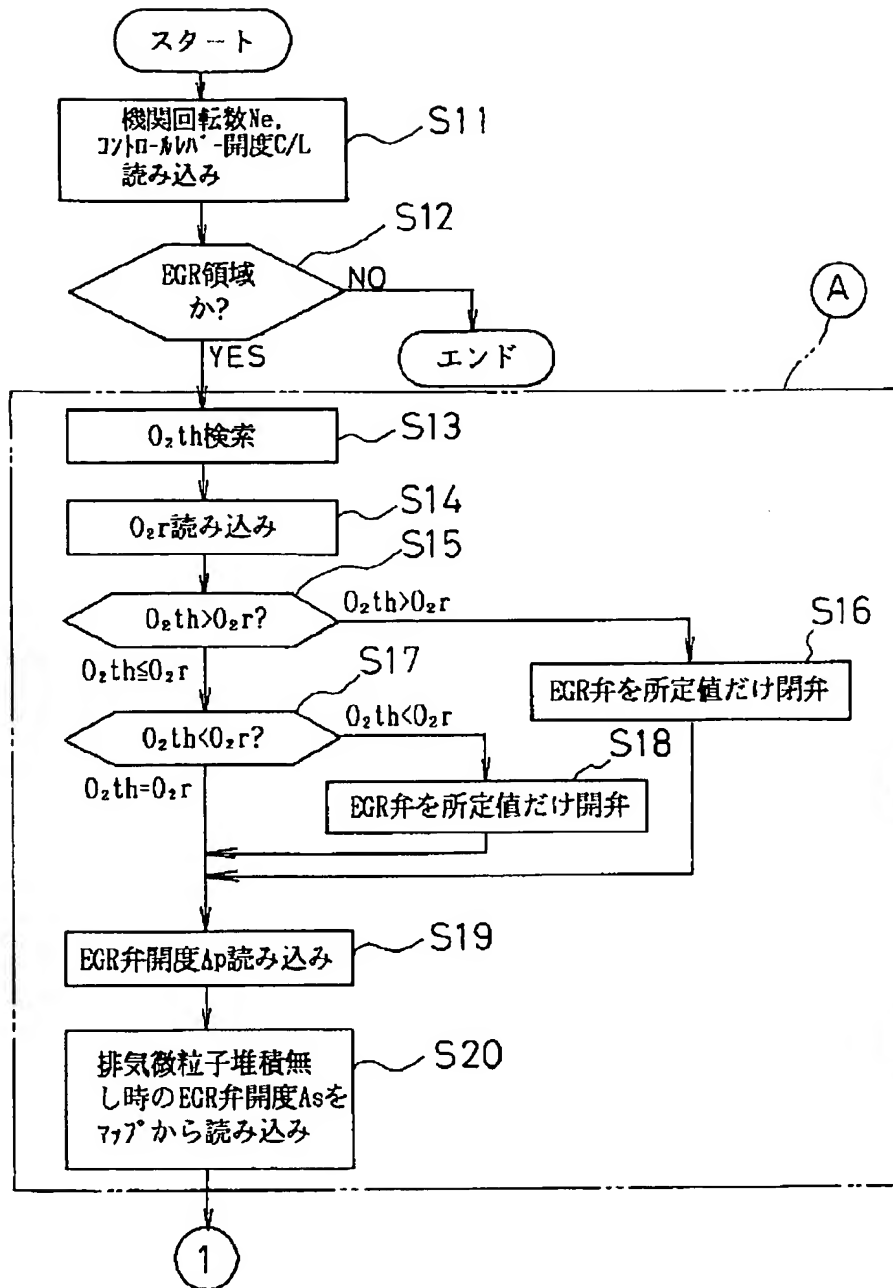 スタート
機関回転数Ne,
コントロールレバー開度C/L
読み込み
S11
S12
EGR領域
か?
NO
A
エンド
YES
O₂th検索
S13
O₂r読み込み
S14
S15
O₂th>O₂r?
O₂th>O₂r
S16
EGR弁を所定値だけ閉弁
O₂th≦O₂r
S17
O₂th<O₂r?
O₂th<O₂r
S18
EGR弁を所定値だけ開弁
O₂th=O₂r
EGR弁開度Ap読み込み
S19
排気微粒子堆積無
し時のEGR弁開度Asを
マップから読み込み
S20
1